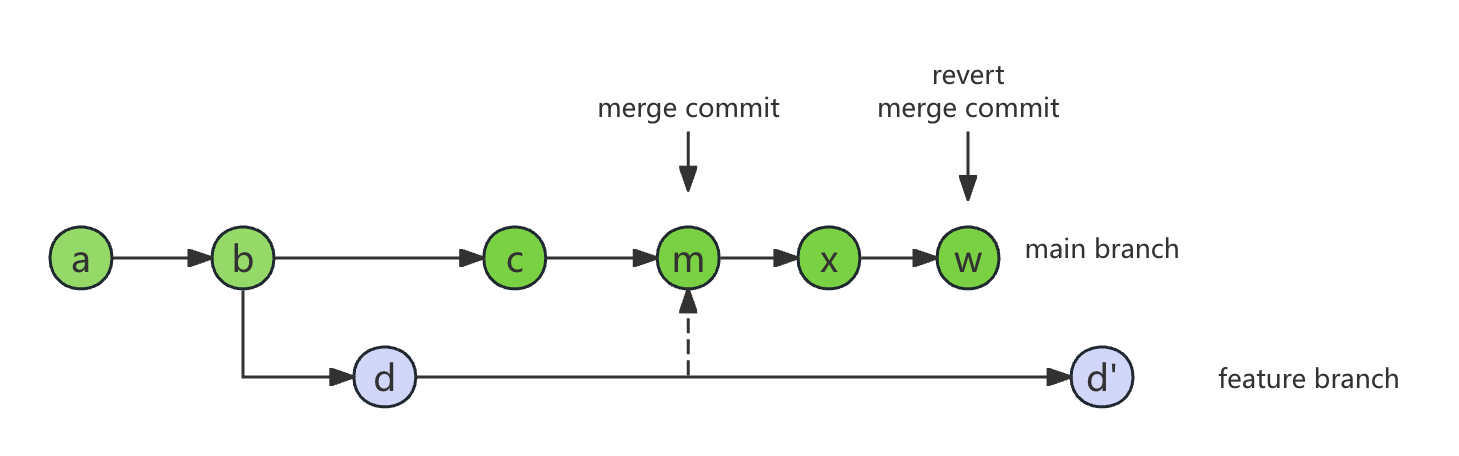 revert
merge commit
merge commit
a
b
c
m
x
w
main branch
d
d'
feature branch